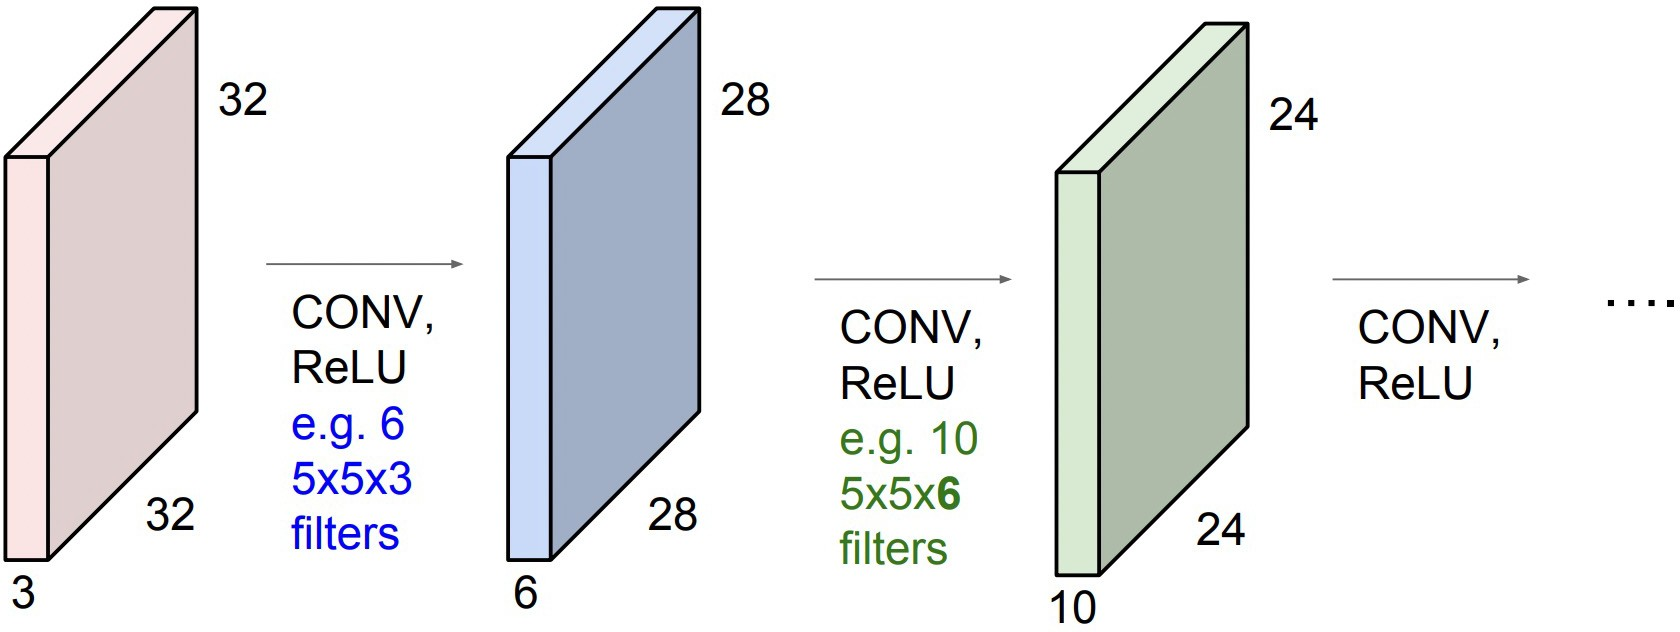 32
32
3
CONV,
ReLU
e.g. 6
5x5x3
filters
28
28
6
CONV,
ReLU
e.g. 10
5x5x6
filters
24
24
10
CONV,
ReLU
....